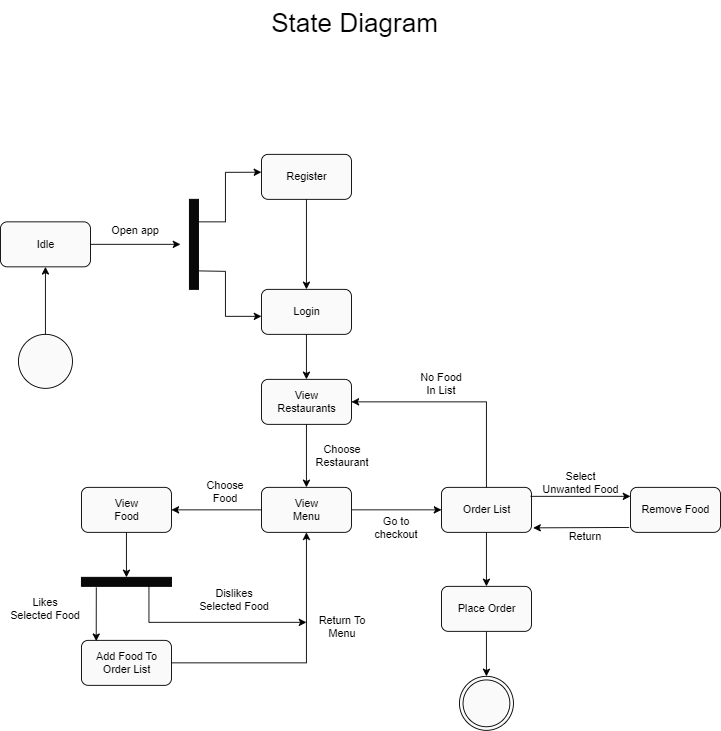 State Diagram
Register
Open app
Idle
Login
No Food
In List
View
Restaurants
Choose
Restaurant
Select
Unwanted Food
Choose
Food
View
Food
View
Menu
Order List
Remove Food
Go to
checkout
Return
Dislikes
Selected Food
Likes
Selected Food
Place Order
Return To
Menu
Add Food To
Order List